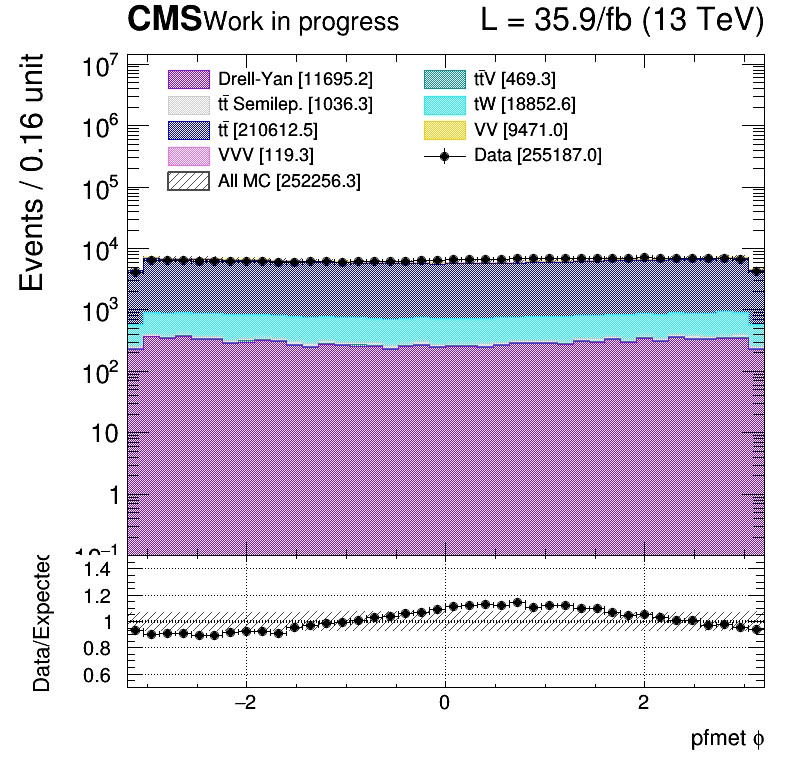 CMS Work in progress L = 35.9/fb (13 TeV)
Events / 0.16 unit
10⁷
10⁶
10⁵
10⁴
10³
10²
10
1
10⁻¹
Drell-Yan [11695.2]
tt̄ Semilep. [1036.3]
tt̄ [210612.5]
VVV [119.3]
All MC [252256.3]
tt̄V [469.3]
tW [18852.6]
VV [9471.0]
Data [255187.0]
Data/Expected
1.4
1.2
1
0.8
0.6
−2 0 2
pfmet ϕ